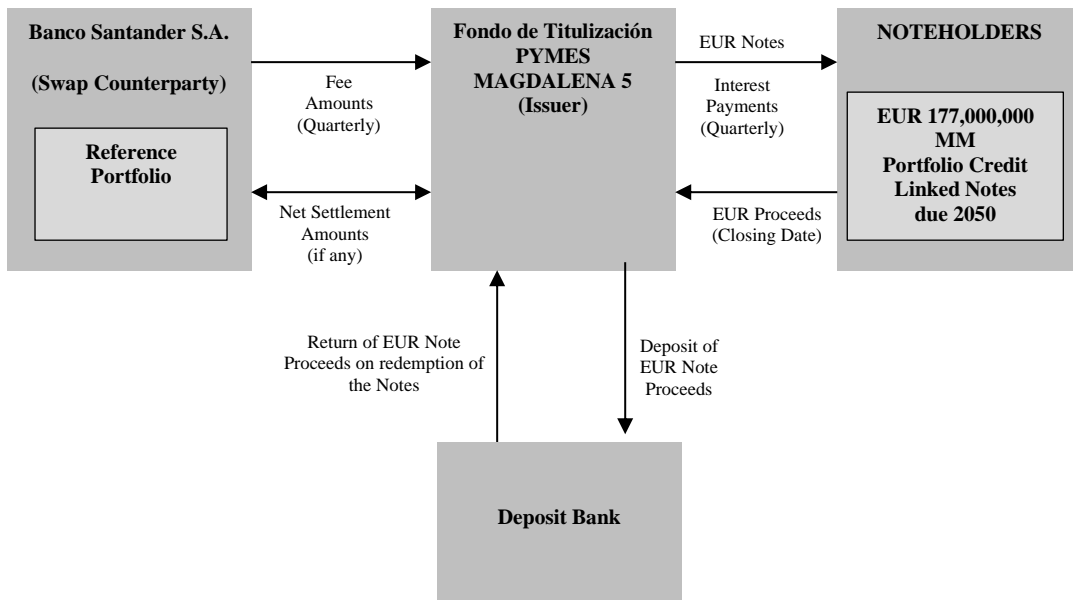 Banco Santander S.A.
(Swap Counterparty)
Reference
Portfolio
Fee
Amounts
(Quarterly)
Net Settlement
Amounts
(if any)
Fondo de Titulización
PYMES
MAGDALENA 5
(Issuer)
EUR Notes
Interest
Payments
(Quarterly)
EUR Proceeds
(Closing Date)
NOTEHOLDERS
EUR 177,000,000
MM
Portfolio Credit
Linked Notes
due 2050
Return of EUR Note
Proceeds on redemption of
the Notes
Deposit of
EUR Note
Proceeds
Deposit Bank